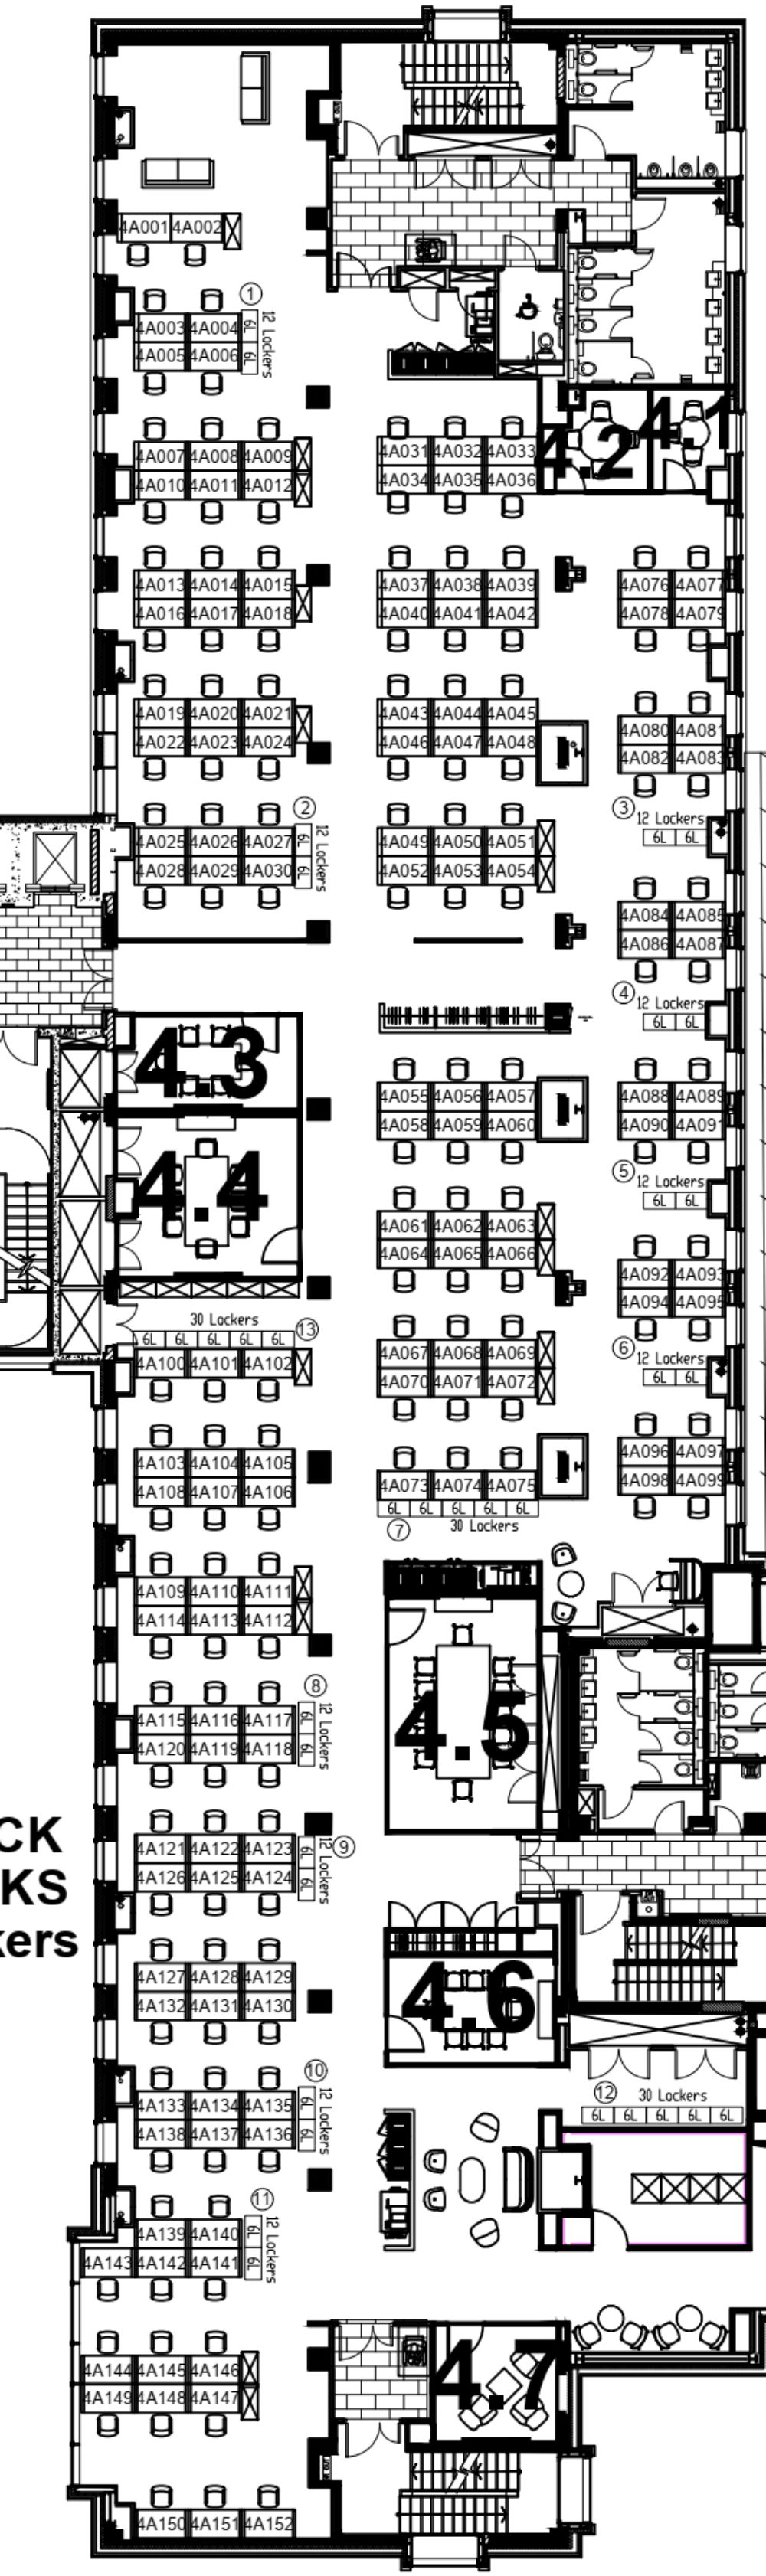 4A001 4A002
①
4A003 4A004 6L 12 Lockers
4A005 4A006 6L
4A007 4A008 4A009
4A010 4A011 4A012
4A013 4A014 4A015
4A016 4A017 4A018
4A019 4A020 4A021
4A022 4A023 4A024
②
4A025 4A026 4A027 6L 12 Lockers
4A028 4A029 4A030 6L
4.2 4.1
4A031 4A032 4A033
4A034 4A035 4A036
4A037 4A038 4A039
4A040 4A041 4A042
4A043 4A044 4A045
4A046 4A047 4A048
4A049 4A050 4A051
4A052 4A053 4A054
4A076 4A077
4A078 4A079
4A080 4A081
4A082 4A083
③ 12 Lockers
6L 6L
4A084 4A085
4A086 4A087
④ 12 Lockers
6L 6L
4.3
4.4
4A055 4A056 4A057
4A058 4A059 4A060
4A061 4A062 4A063
4A064 4A065 4A066
4A067 4A068 4A069
4A070 4A071 4A072
4A073 4A074 4A075
6L 6L 6L 6L 6L
⑦ 30 Lockers
4A088 4A089
4A090 4A091
⑤ 12 Lockers
6L 6L
4A092 4A093
4A094 4A095
⑥ 12 Lockers
6L 6L
4A096 4A097
4A098 4A099
30 Lockers ⑬
6L 6L 6L 6L 6L
4A100 4A101 4A102
4A103 4A104 4A105
4A108 4A107 4A106
4A109 4A110 4A111
4A114 4A113 4A112
⑧
4A115 4A116 4A117 6L 12 Lockers
4A120 4A119 4A118 6L
4.5
CK
KS
kers
⑨
4A121 4A122 4A123 6L 12 Lockers
4A126 4A125 4A124 6L
4A127 4A128 4A129
4A132 4A131 4A130
4.6
⑩
4A133 4A134 4A135 6L 12 Lockers
4A138 4A137 4A136 6L
⑫ 30 Lockers
6L 6L 6L 6L 6L
⑪
4A139 4A140 6L 12 Lockers
4A143 4A142 4A141 6L
4A144 4A145 4A146
4A149 4A148 4A147
4.7
4A150 4A151 4A152